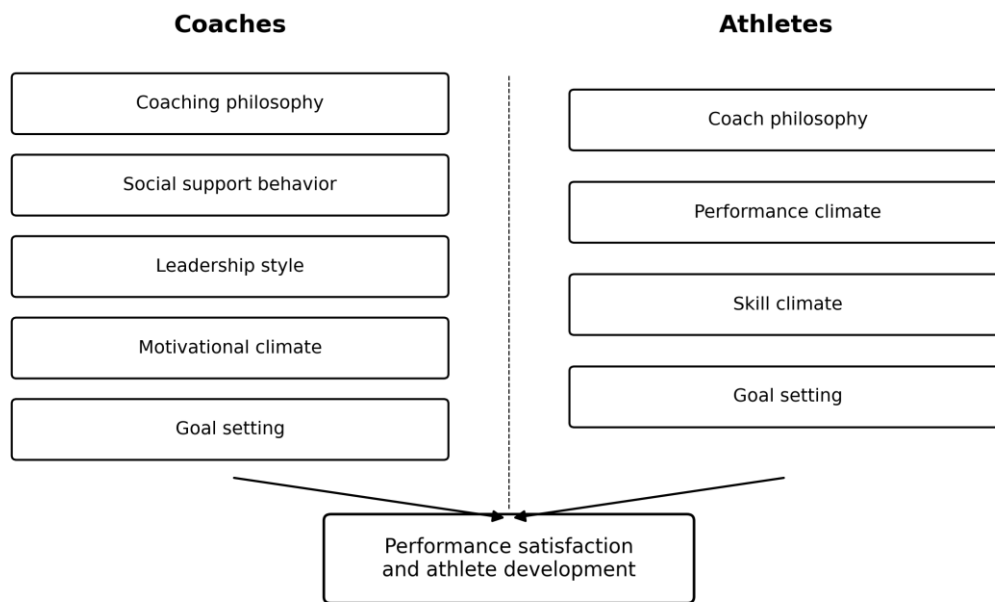 Coaches
Coaching philosophy
Social support behavior
Leadership style
Motivational climate
Goal setting
Athletes
Coach philosophy
Performance climate
Skill climate
Goal setting
Performance satisfaction
and athlete development